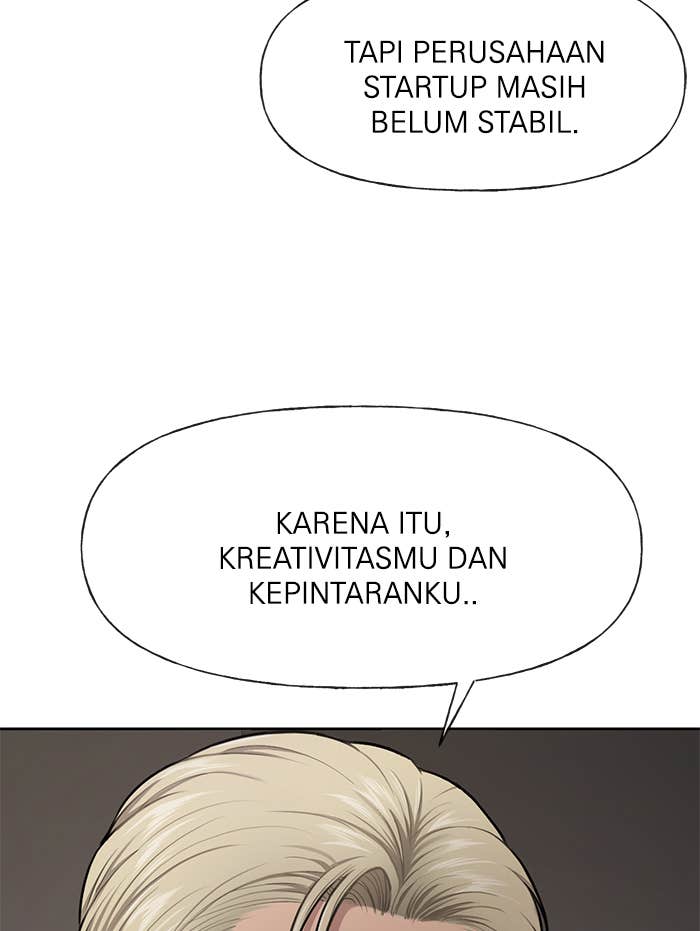 TAPI PERUSAHAAN
STARTUP MASIH
BELUM STABIL.
KARENA ITU,
KREATIVITASMU DAN
KEPINTARANKU..